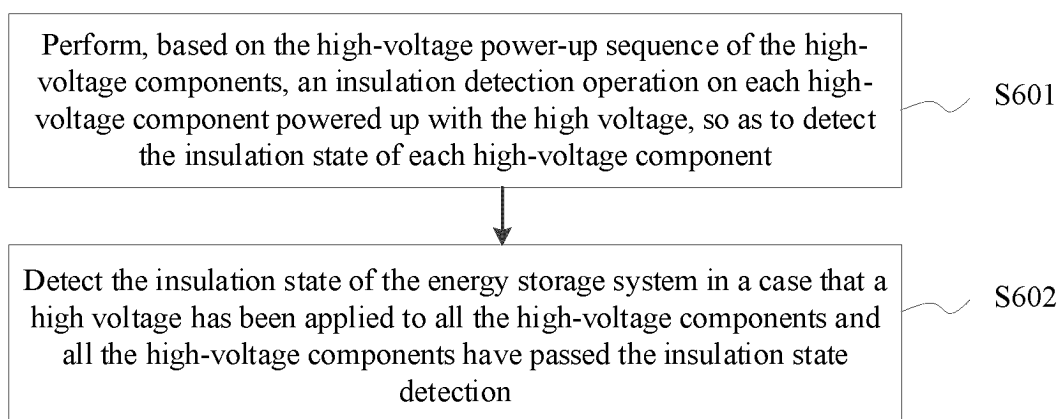 Perform, based on the high-voltage power-up sequence of the high-
voltage components, an insulation detection operation on each high-
voltage component powered up with the high voltage, so as to detect
the insulation state of each high-voltage component
S601
Detect the insulation state of the energy storage system in a case that a
high voltage has been applied to all the high-voltage components and
all the high-voltage components have passed the insulation state
detection
S602